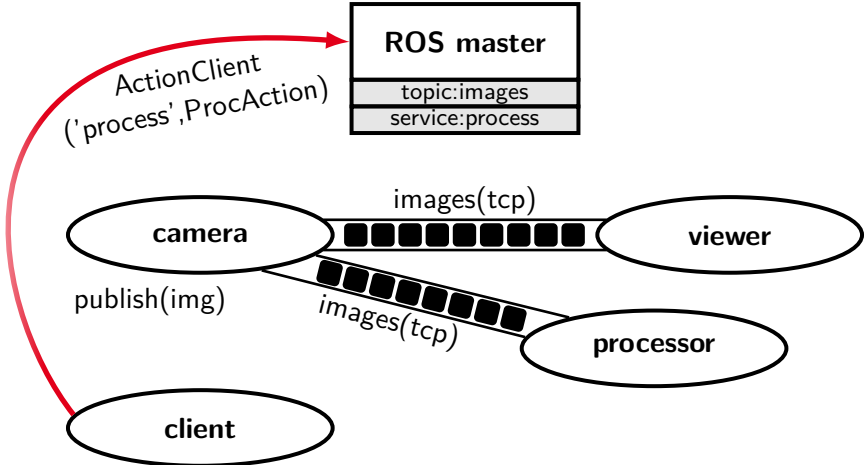 ROS master
topic:images
service:process
ActionClient
('process',ProcAction)
images(tcp)
camera
viewer
publish(img)
images(tcp)
processor
client